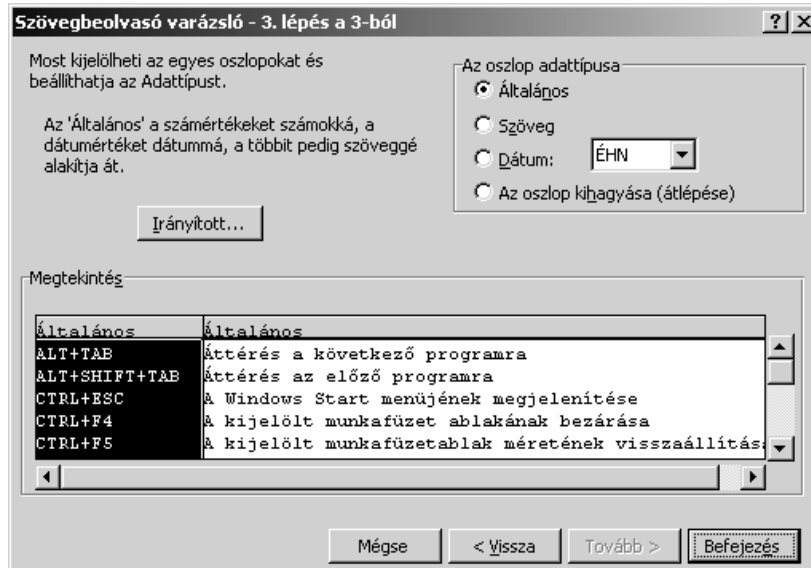 Szövegbeolvasó varázsló - 3. lépés a 3-ból
Most kijelölheti az egyes oszlopokat és
beállíthatja az Adattípust.
Az 'Általános' a számértékeket számokká, a
dátumértéket dátummá, a többit pedig szöveggé
alakítja át.
Irányított...
Az oszlop adattípusa
Általános
Szöveg
Dátum: ÉHN
Az oszlop kihagyása (átlépése)
Megtekintés
Általános Általános
ALT+TAB Áttérés a következő programra
ALT+SHIFT+TAB Áttérés az előző programra
CTRL+ESC A Windows Start menüjének megjelenítése
CTRL+F4 A kijelölt munkafüzet ablakának bezárása
CTRL+F5 A kijelölt munkafüzetablak méretének visszaállítás
Mégse < Vissza Tovább > Befejezés